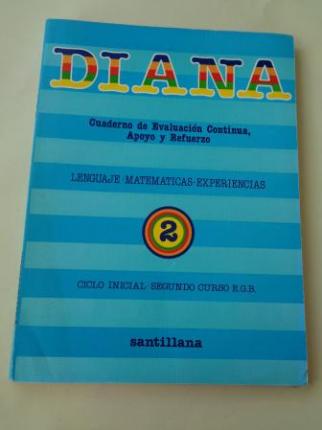 DIANA
Cuaderno de Evaluación Continua,
Apoyo y Refuerzo
LENGUAJE-MATEMATICAS-EXPERIENCIAS
2
CICLO INICIAL SEGUNDO CURSO E.G.B.
santillana